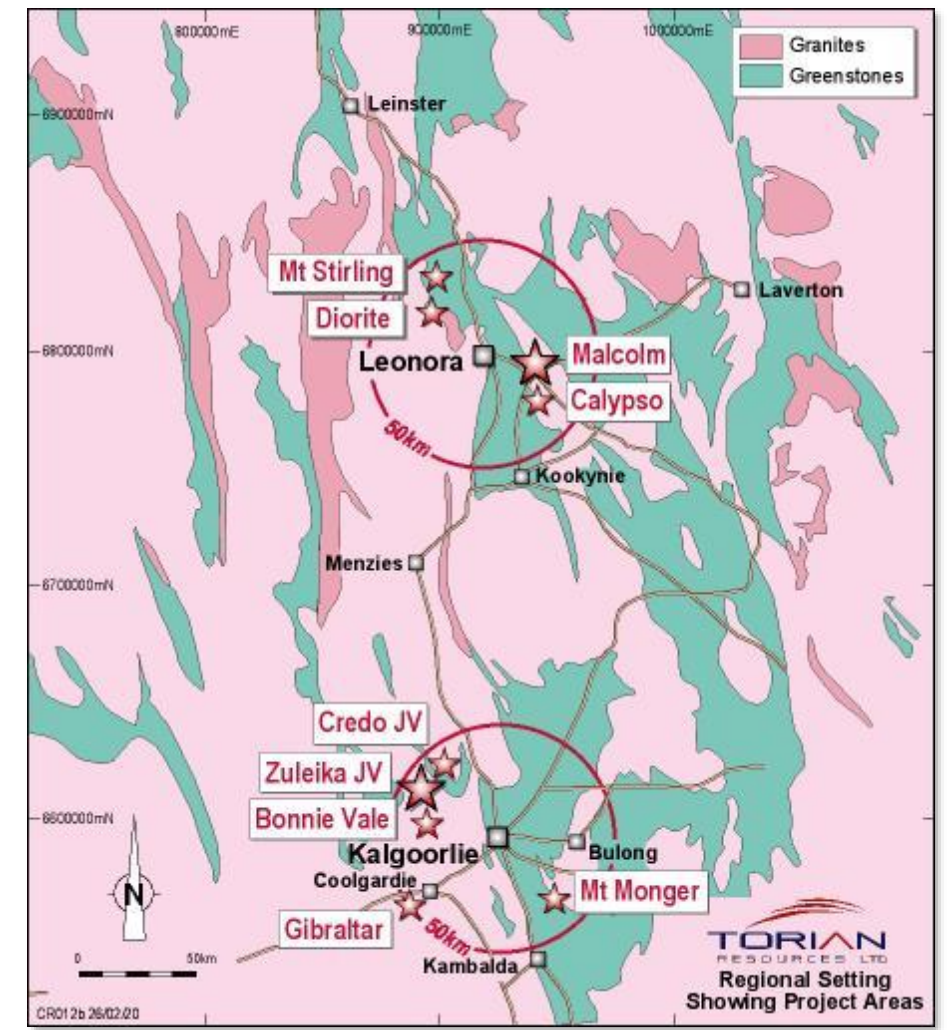 800000mE
900000mE
1000000mE
Granites
Greenstones
6900000mN
Leinster
Mt Stirling
Laverton
Diorite
6800000mN
Leonora
Malcolm
Calypso
50km
Kookynie
Menzies
6700000mN
Credo JV
Zuleika JV
Bonnie Vale
6600000mN
Kalgoorlie
Bulong
Coolgardie
Mt Monger
N
Gibraltar
50km
TORIAN
RESOURCES LTD
0 50km
Kambalda
Regional Setting
Showing Project Areas
CR012b 26/02/20